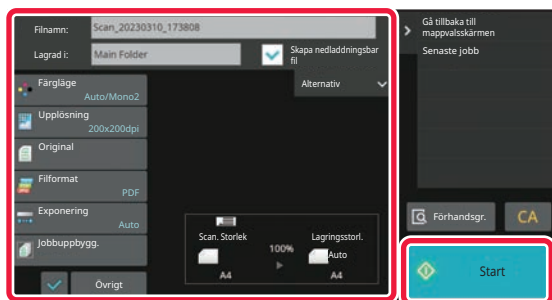 Filnamn:
Scan_20230310_173808
Lagrad i:
Main Folder
Skapa nedladdningsbar
fil
Alternativ
Färgläge
Auto/Mono2
Upplösning
200x200dpi
Original
Filformat
PDF
Exponering
Auto
Jobbuppbygg.
Övrigt
Scan. Storlek
A4
100%
Lagringsstorl.
Auto
A4
Gå tillbaka till
mappvalsskärmen
Senaste jobb
Förhandsgr.
CA
Start